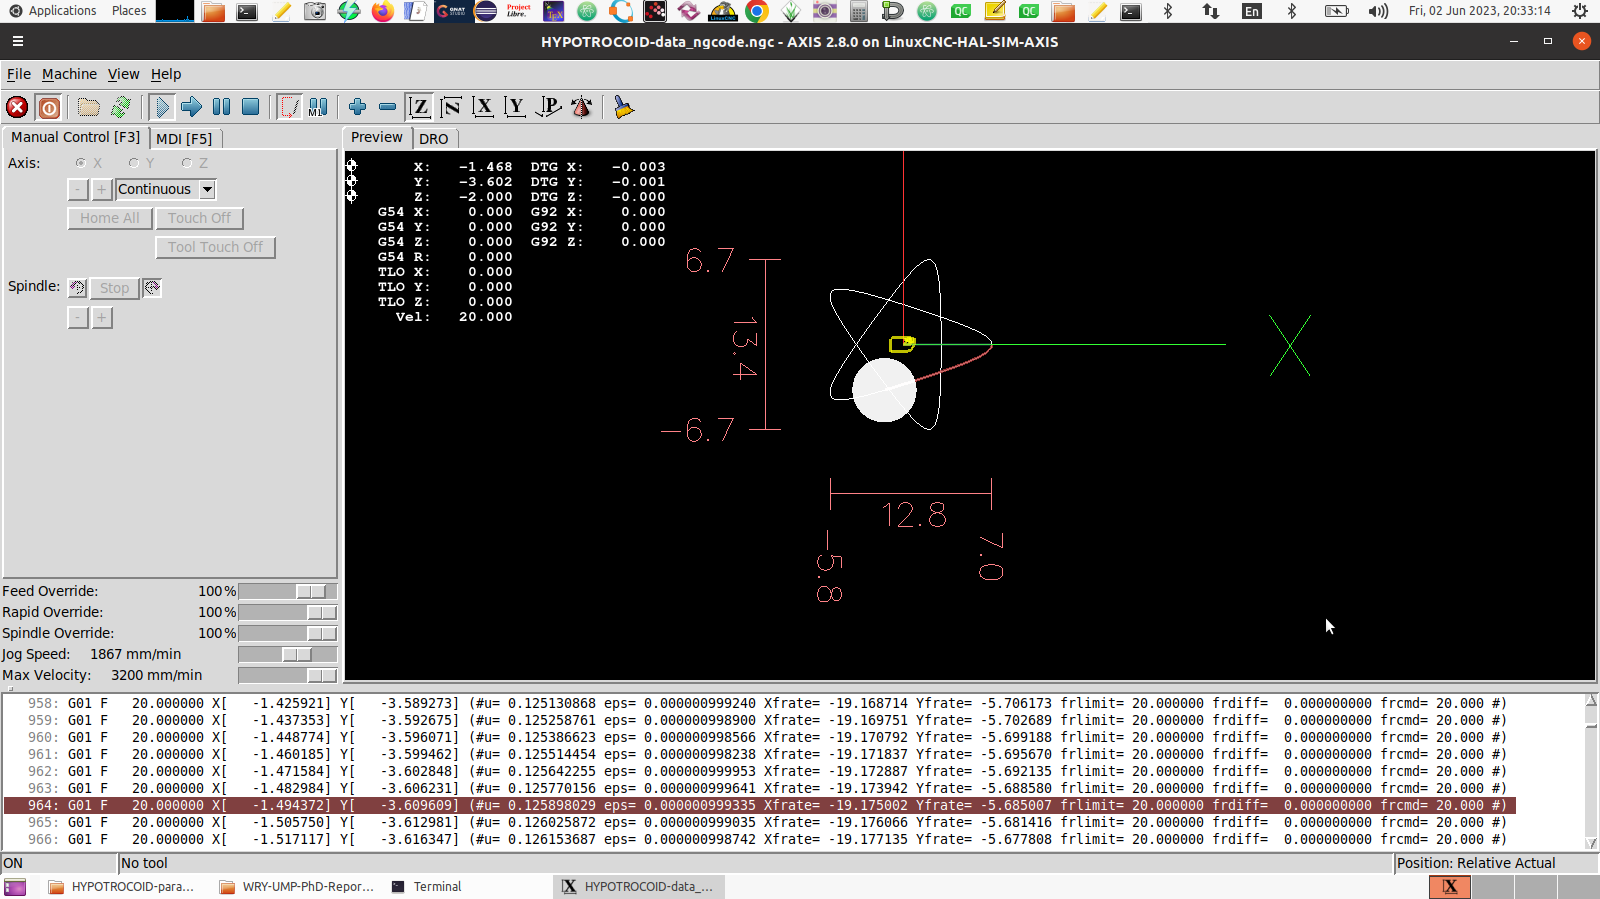 Applications Places En Fri, 02 Jun 2023, 20:33:14
HYPOTROCOID-data_ngcode.ngc - AXIS 2.8.0 on LinuxCNC-HAL-SIM-AXIS
File Machine View Help
Manual Control [F3] MDI [F5] Preview DRO
Axis: X Y Z
- + Continuous
Home All Touch Off
Tool Touch Off
Spindle: Stop
- +
X: -1.468 DTG X: -0.003
Y: -3.602 DTG Y: -0.001
Z: -2.000 DTG Z: -0.000
G54 X: 0.000 G92 X: 0.000
G54 Y: 0.000 G92 Y: 0.000
G54 Z: 0.000 G92 Z: 0.000
G54 R: 0.000
TLO X: 0.000
TLO Y: 0.000
TLO Z: 0.000
Vel: 20.000
6.7
13.4
-6.7
12.8
-5.8
7.0
X
Feed Override: 100%
Rapid Override: 100%
Spindle Override: 100%
Jog Speed: 1867 mm/min
Max Velocity: 3200 mm/min
958: G01 F 20.000000 X[ -1.425921] Y[ -3.589273] (#u= 0.125130868 eps= 0.000000999240 Xfrate= -19.168714 Yfrate= -5.706173 frlimit= 20.000000 frdiff= 0.000000000 frcmd= 20.000 #)
959: G01 F 20.000000 X[ -1.437353] Y[ -3.592675] (#u= 0.125258761 eps= 0.000000998900 Xfrate= -19.169751 Yfrate= -5.702689 frlimit= 20.000000 frdiff= 0.000000000 frcmd= 20.000 #)
960: G01 F 20.000000 X[ -1.448774] Y[ -3.596071] (#u= 0.125386623 eps= 0.000000998566 Xfrate= -19.170792 Yfrate= -5.699188 frlimit= 20.000000 frdiff= 0.000000000 frcmd= 20.000 #)
961: G01 F 20.000000 X[ -1.460185] Y[ -3.599462] (#u= 0.125514454 eps= 0.000000998238 Xfrate= -19.171837 Yfrate= -5.695670 frlimit= 20.000000 frdiff= 0.000000000 frcmd= 20.000 #)
962: G01 F 20.000000 X[ -1.471584] Y[ -3.602848] (#u= 0.125642255 eps= 0.000000999953 Xfrate= -19.172887 Yfrate= -5.692135 frlimit= 20.000000 frdiff= 0.000000000 frcmd= 20.000 #)
963: G01 F 20.000000 X[ -1.482984] Y[ -3.606231] (#u= 0.125770156 eps= 0.000000999641 Xfrate= -19.173942 Yfrate= -5.688580 frlimit= 20.000000 frdiff= 0.000000000 frcmd= 20.000 #)
964: G01 F 20.000000 X[ -1.494372] Y[ -3.609609] (#u= 0.125898029 eps= 0.000000999335 Xfrate= -19.175002 Yfrate= -5.685007 frlimit= 20.000000 frdiff= 0.000000000 frcmd= 20.000 #)
965: G01 F 20.000000 X[ -1.505750] Y[ -3.612981] (#u= 0.126025872 eps= 0.000000999035 Xfrate= -19.176066 Yfrate= -5.681416 frlimit= 20.000000 frdiff= 0.000000000 frcmd= 20.000 #)
966: G01 F 20.000000 X[ -1.517117] Y[ -3.616347] (#u= 0.126153687 eps= 0.000000998742 Xfrate= -19.177135 Yfrate= -5.677808 frlimit= 20.000000 frdiff= 0.000000000 frcmd= 20.000 #)
ON No tool Position: Relative Actual
HYPOTROCOID-para... WRY-UMP-PhD-Repor... Terminal HYPOTROCOID-data_...